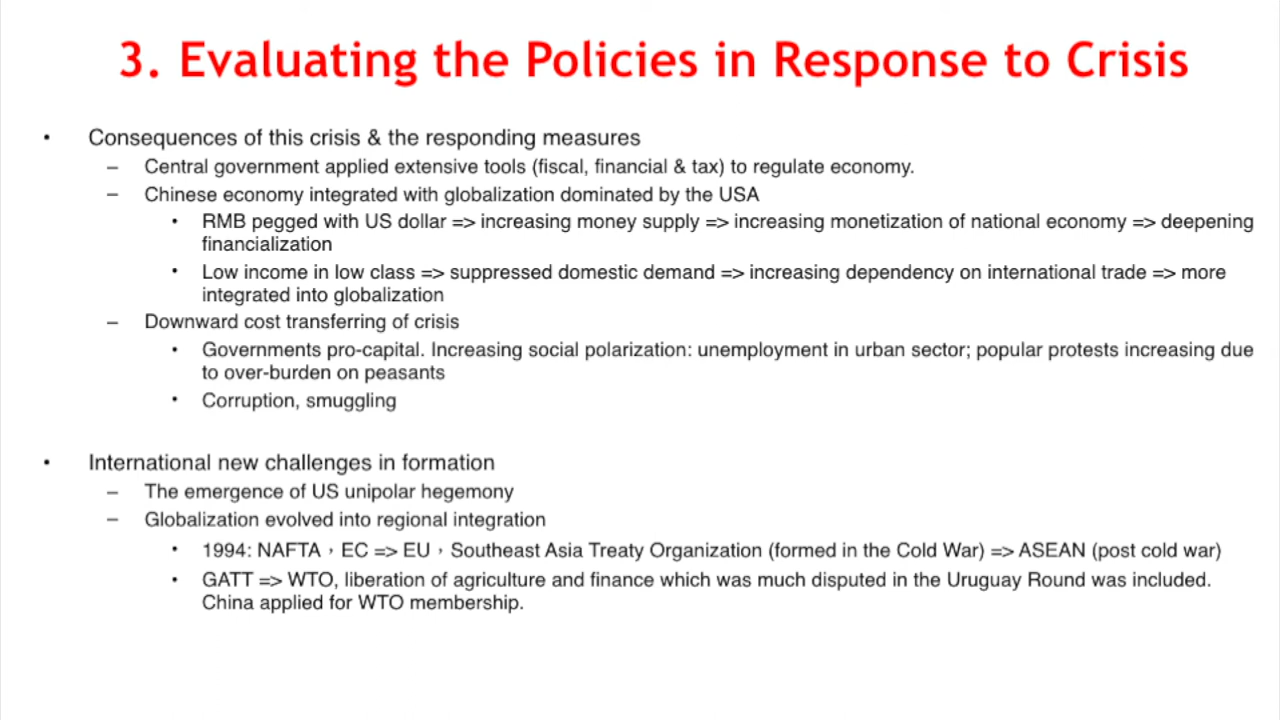 3. Evaluating the Policies in Response to Crisis
• Consequences of this crisis & the responding measures
– Central government applied extensive tools (fiscal, financial & tax) to regulate economy.
– Chinese economy integrated with globalization dominated by the USA
• RMB pegged with US dollar => increasing money supply => increasing monetization of national economy => deepening
financialization
• Low income in low class => suppressed domestic demand => increasing dependency on international trade => more
integrated into globalization
– Downward cost transferring of crisis
• Governments pro-capital. Increasing social polarization: unemployment in urban sector; popular protests increasing due
to over-burden on peasants
• Corruption, smuggling
• International new challenges in formation
– The emergence of US unipolar hegemony
– Globalization evolved into regional integration
• 1994: NAFTA，EC => EU，Southeast Asia Treaty Organization (formed in the Cold War) => ASEAN (post cold war)
• GATT => WTO, liberation of agriculture and finance which was much disputed in the Uruguay Round was included.
China applied for WTO membership.